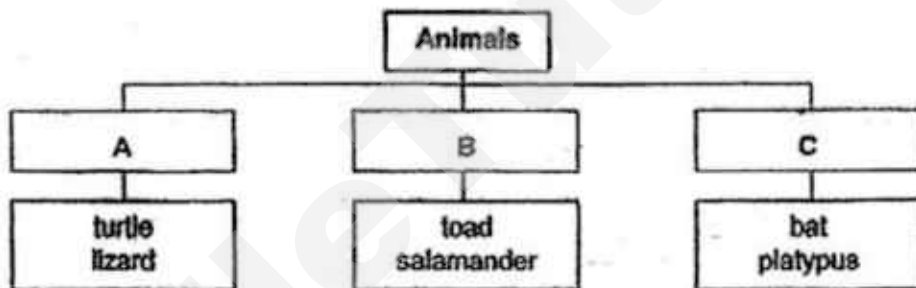 Animals
A
B
C
turtle
lizard
toad
salamander
bat
platypus